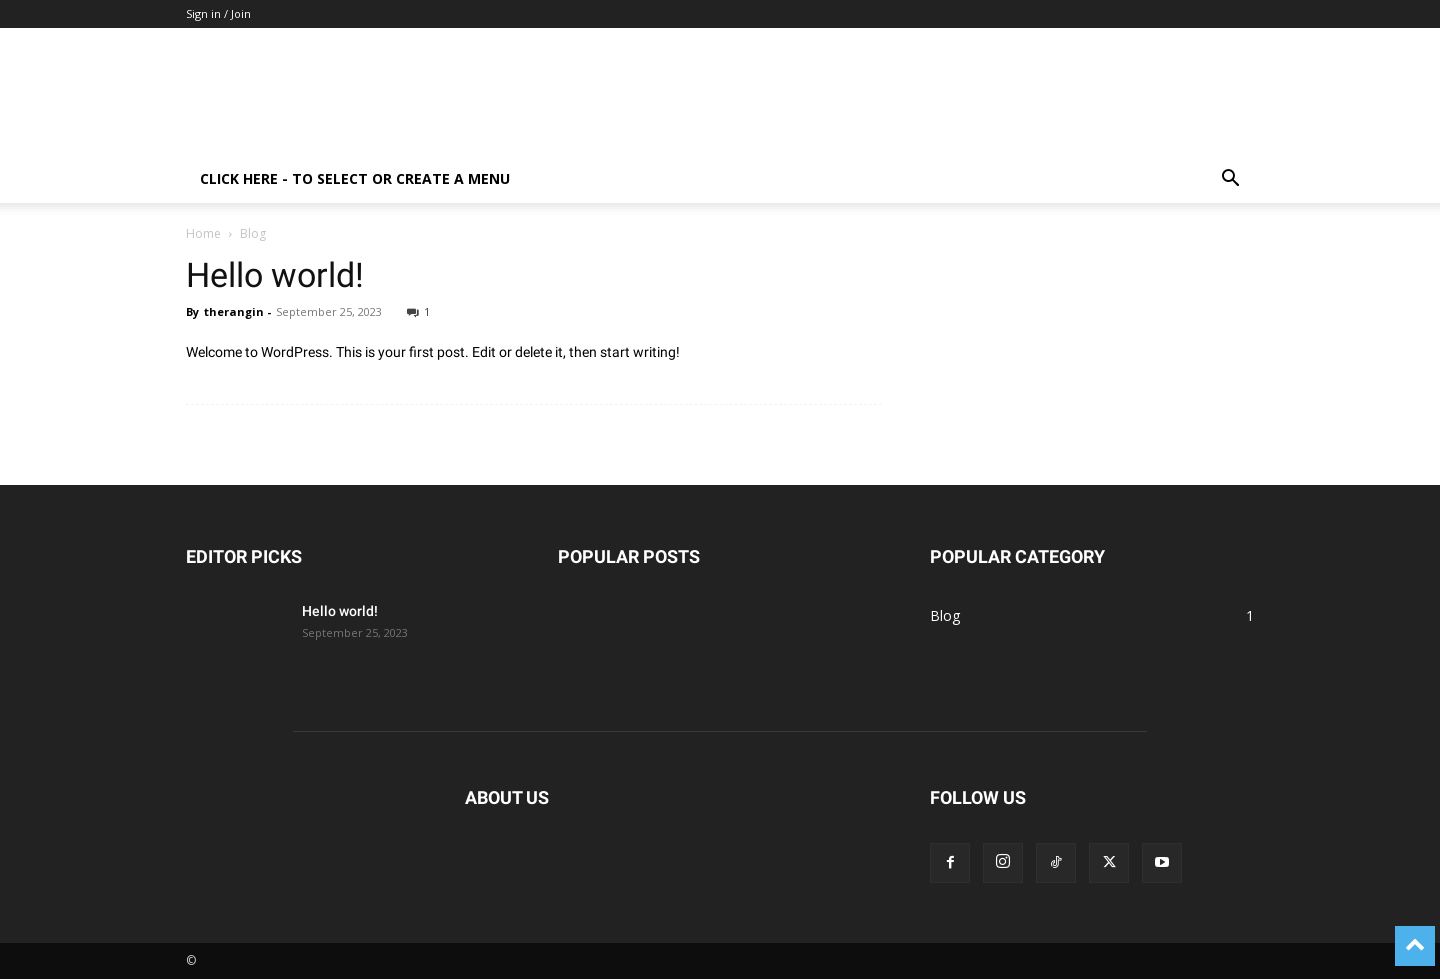 Sign in / Join
CLICK HERE - TO SELECT OR CREATE A MENU
Home › Blog
Hello world!
By therangin - September 25, 2023 1
Welcome to WordPress. This is your first post. Edit or delete it, then start writing!
EDITOR PICKS
Hello world!
September 25, 2023
POPULAR POSTS
POPULAR CATEGORY
Blog 1
ABOUT US
FOLLOW US
©